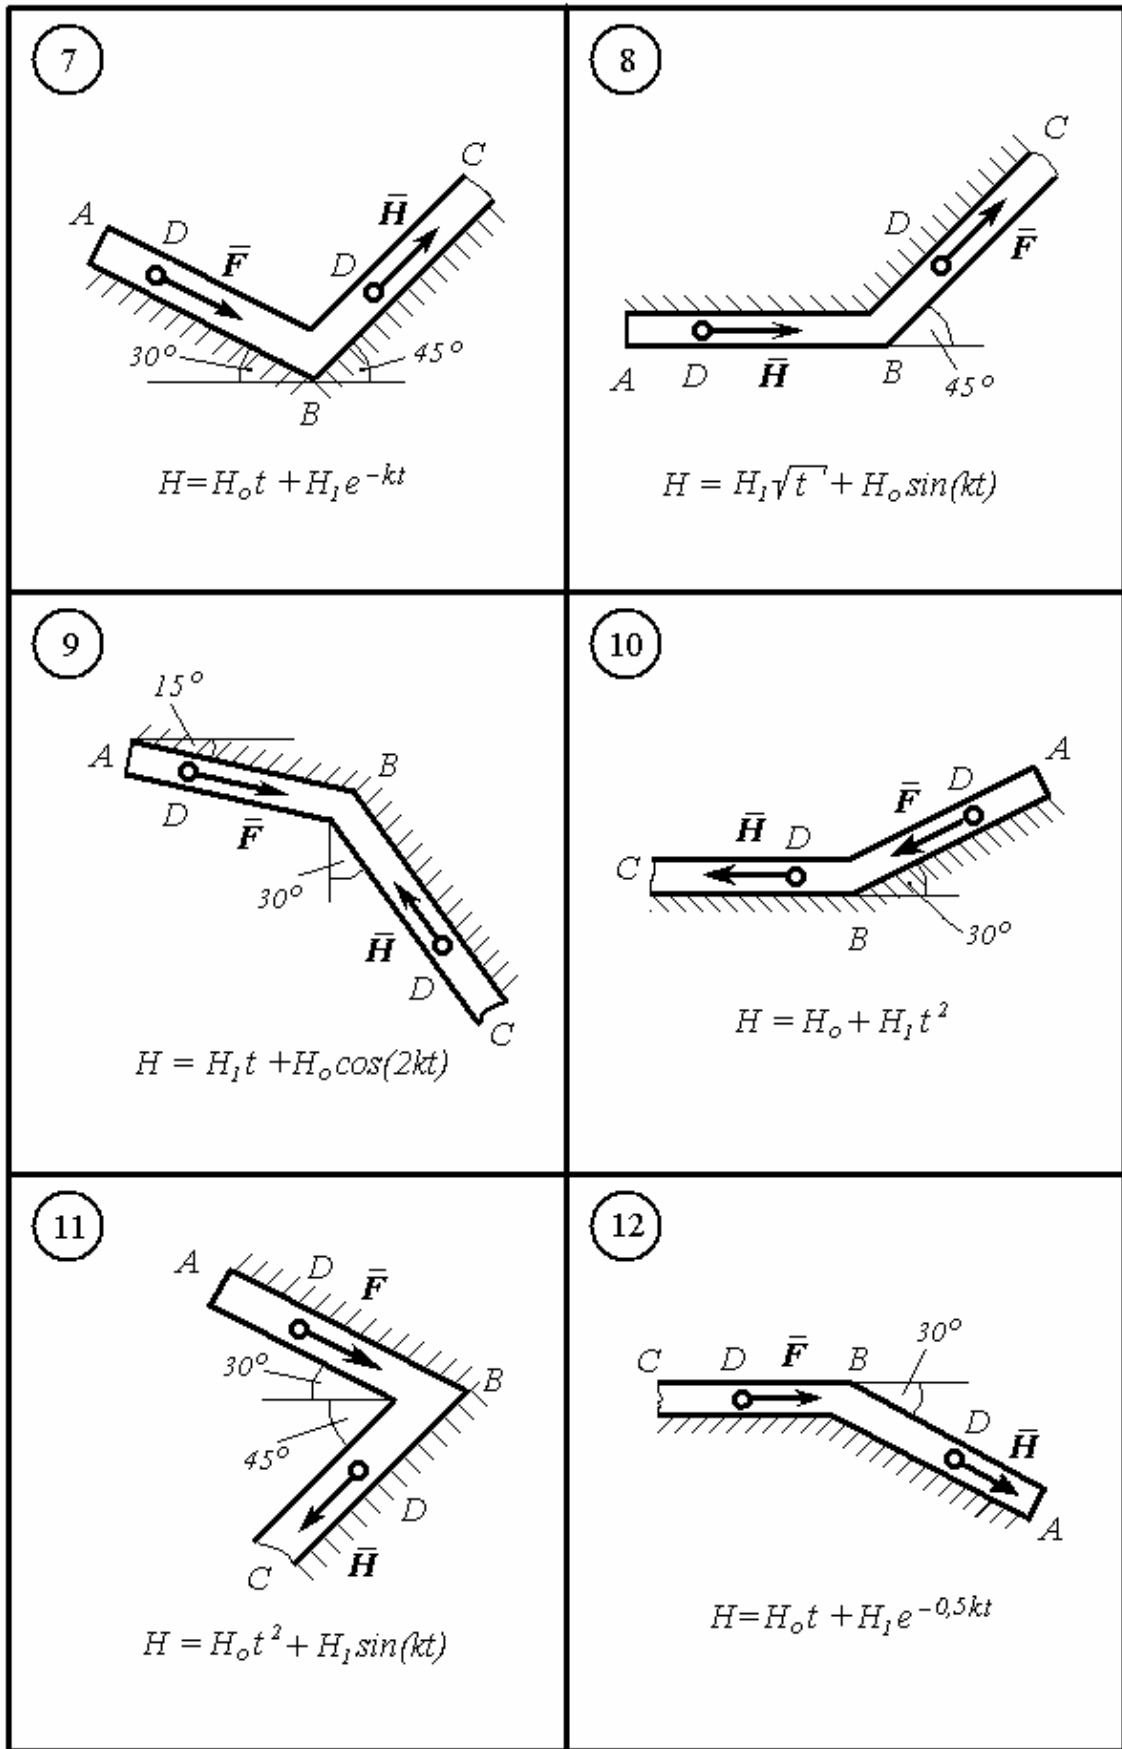 7
C
H̅
A
D
F̅
D
30°
45°
B
H=H₀t +H₁e⁻ᵏᵗ
8
C
D
F̅
A
D
H̅
B
45°
H = H₁√t + H₀sin(kt)
9
15°
A
B
D
F̅
30°
H̅
D
C
H = H₁t +H₀cos(2kt)
10
A
D
F̅
H̅
D
C
B
30°
H = H₀ + H₁t²
11
A
D
F̅
30°
B
45°
D
H̅
C
H = H₀t² + H₁sin(kt)
12
30°
C
D
F̅
B
D
H̅
A
H=H₀t + H₁e^{-0,5kt}